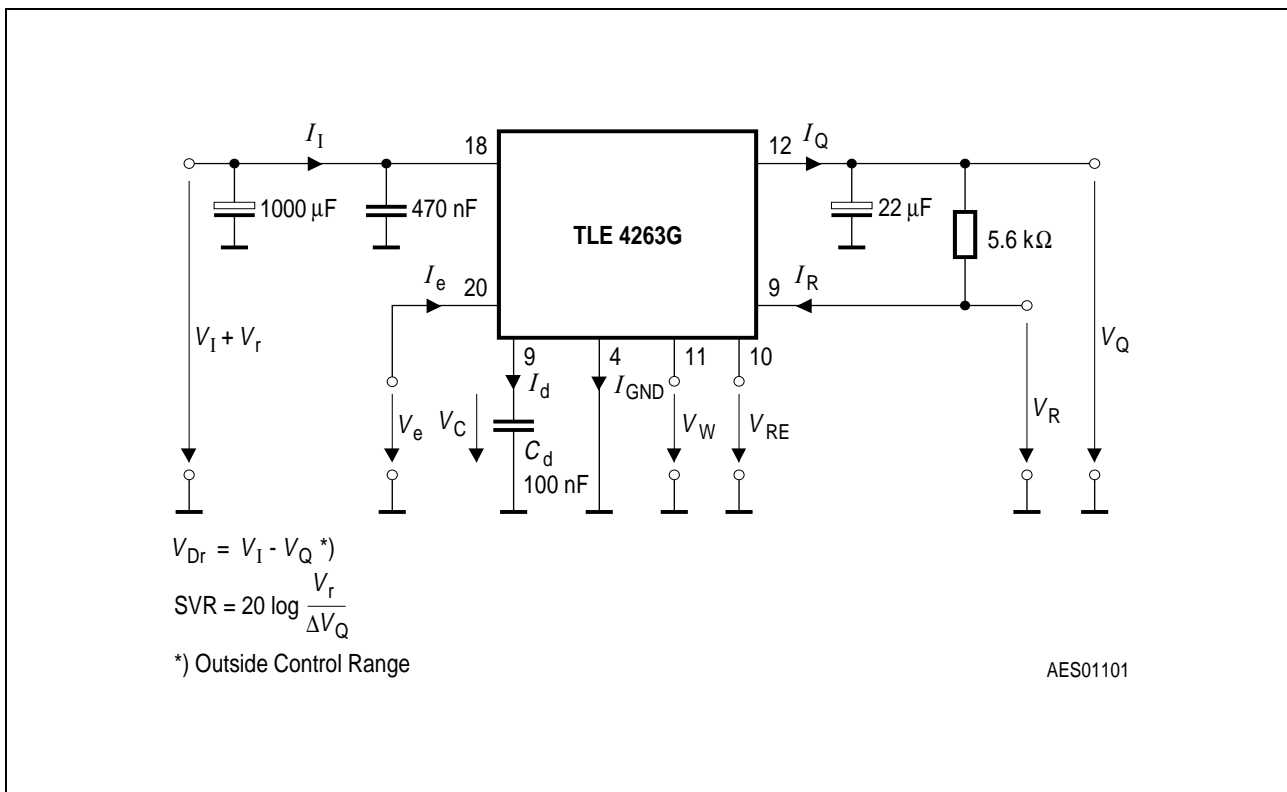 I_I
18
12
I_Q
1000 µF
470 nF
TLE 4263G
22 µF
5.6 kΩ
I_e
20
9
I_R
V_I + V_r
9
4
11
10
I_d
I_GND
V_Q
V_e
V_C
V_W
V_RE
V_R
C_d
100 nF
V_Dr = V_I - V_Q *)
SVR = 20 log V_r / ΔV_Q
*) Outside Control Range
AES01101